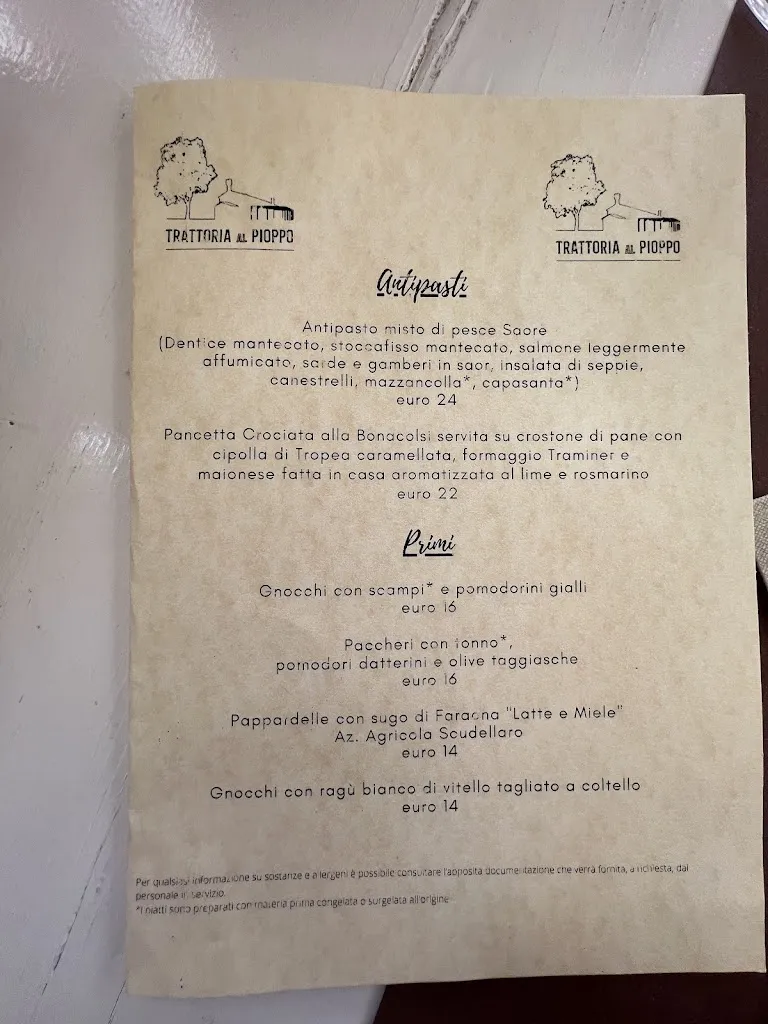 TRATTORIA AL PIOPPO
TRATTORIA AL PIOPPO
Antipasti
Antipasto misto di pesce Saore
(Dentice mantecato, stoccafisso mantecato, salmone leggermente
affumicato, sarde e gamberi in saor, insalata di seppie,
canestrelli, mazzancolla*, capasanta*)
euro 24
Pancetta Crociata alla Bonacolsi servita su crostone di pane con
cipolla di Tropea caramellata, formaggio Traminer e
maionese fatta in casa aromatizzata al lime e rosmarino
euro 22
Primi
Gnocchi con scampi* e pomodorini gialli
euro 16
Paccheri con tonno*,
pomodori datterini e olive taggiasche
euro 16
Pappardelle con sugo di Faraona "Latte e Miele"
Az. Agricola Scudellaro
euro 14
Gnocchi con ragù bianco di vitello tagliato a coltello
euro 14
Per qualsiasi informazione su sostanze e allergeni è possibile consultare l'apposita documentazione che verrà fornita, a richiesta, dal
personale in servizio.
*I piatti sono preparati con materia prima congelata o surgelata all'origine